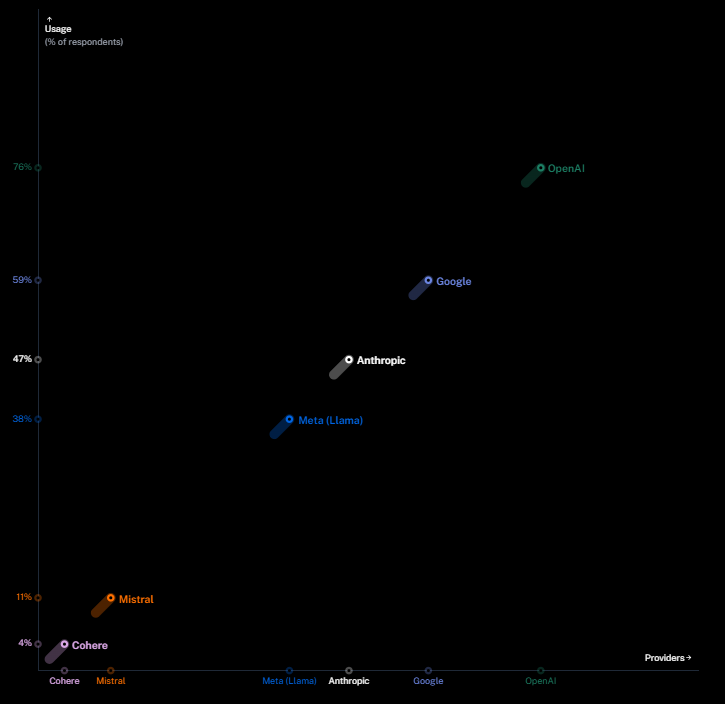 ↑
Usage
(% of respondents)
76%
OpenAI
59%
Google
47%
Anthropic
38%
Meta (Llama)
11%
Mistral
4%
Cohere
Providers→
Cohere
Mistral
Meta (Llama)
Anthropic
Google
OpenAI